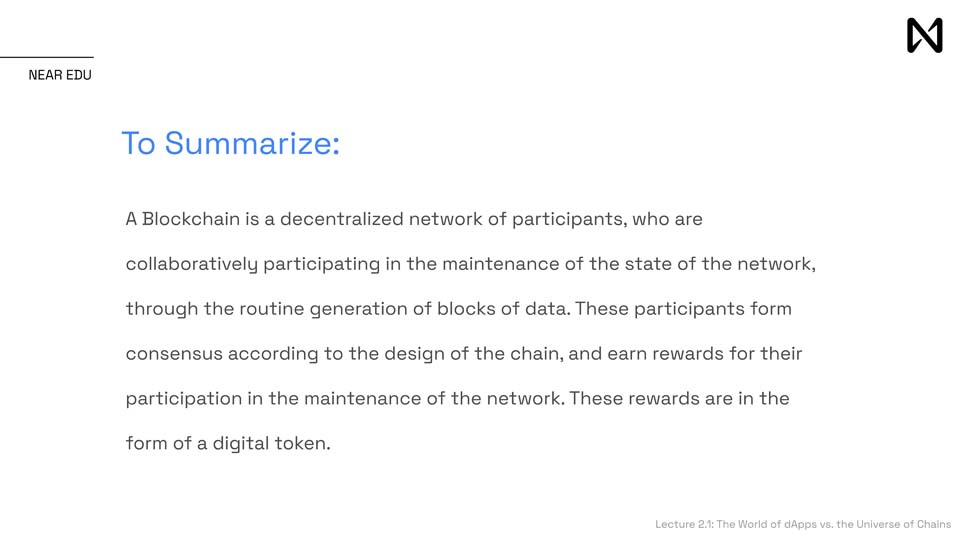 NEAR EDU
To Summarize:
A Blockchain is a decentralized network of participants, who are
collaboratively participating in the maintenance of the state of the network,
through the routine generation of blocks of data. These participants form
consensus according to the design of the chain, and earn rewards for their
participation in the maintenance of the network. These rewards are in the
form of a digital token.
Lecture 2.1: The World of dApps vs. the Universe of Chains